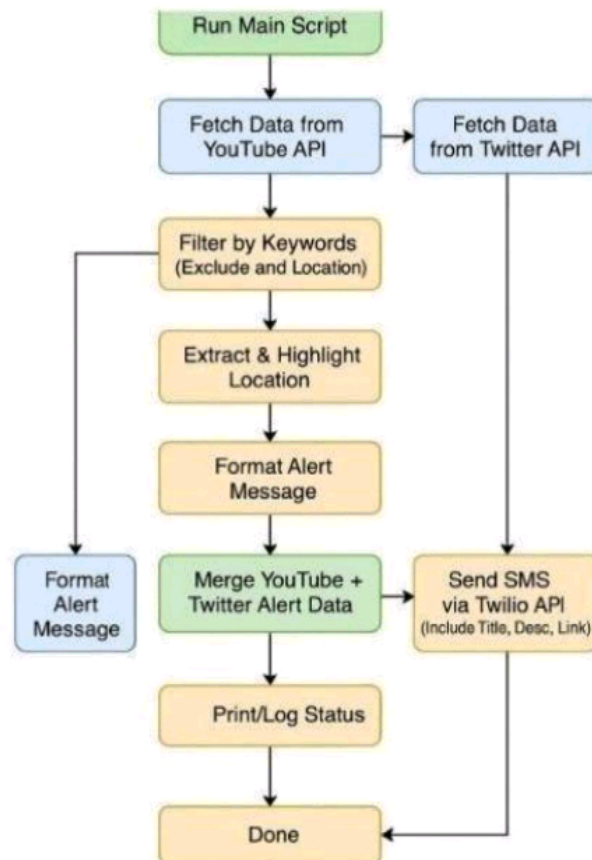 Run Main Script
Fetch Data from
YouTube API
Fetch Data
from Twitter API
Filter by Keywords
(Exclude and Location)
Extract & Highlight
Location
Format Alert
Message
Format
Alert
Message
Merge YouTube +
Twitter Alert Data
Send SMS
via Twilio API
(Include Title, Desc, Link)
Print/Log Status
Done